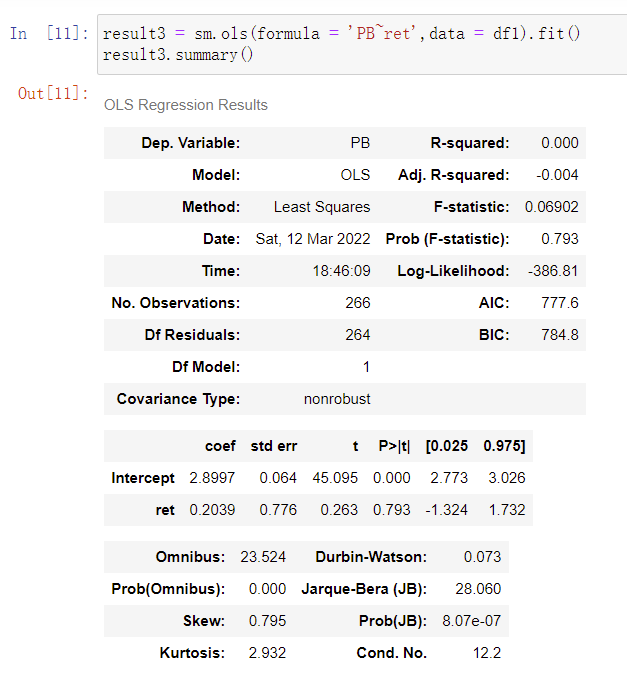 In [11]: result3 = sm.ols(formula = 'PB~ret',data = df1).fit()
result3.summary()
Out[11]:
OLS Regression Results
Dep. Variable: PB R-squared: 0.000
Model: OLS Adj. R-squared: -0.004
Method: Least Squares F-statistic: 0.06902
Date: Sat, 12 Mar 2022 Prob (F-statistic): 0.793
Time: 18:46:09 Log-Likelihood: -386.81
No. Observations: 266 AIC: 777.6
Df Residuals: 264 BIC: 784.8
Df Model: 1
Covariance Type: nonrobust
coef std err t P>|t| [0.025 0.975]
Intercept 2.8997 0.064 45.095 0.000 2.773 3.026
ret 0.2039 0.776 0.263 0.793 -1.324 1.732
Omnibus: 23.524 Durbin-Watson: 0.073
Prob(Omnibus): 0.000 Jarque-Bera (JB): 28.060
Skew: 0.795 Prob(JB): 8.07e-07
Kurtosis: 2.932 Cond. No. 12.2